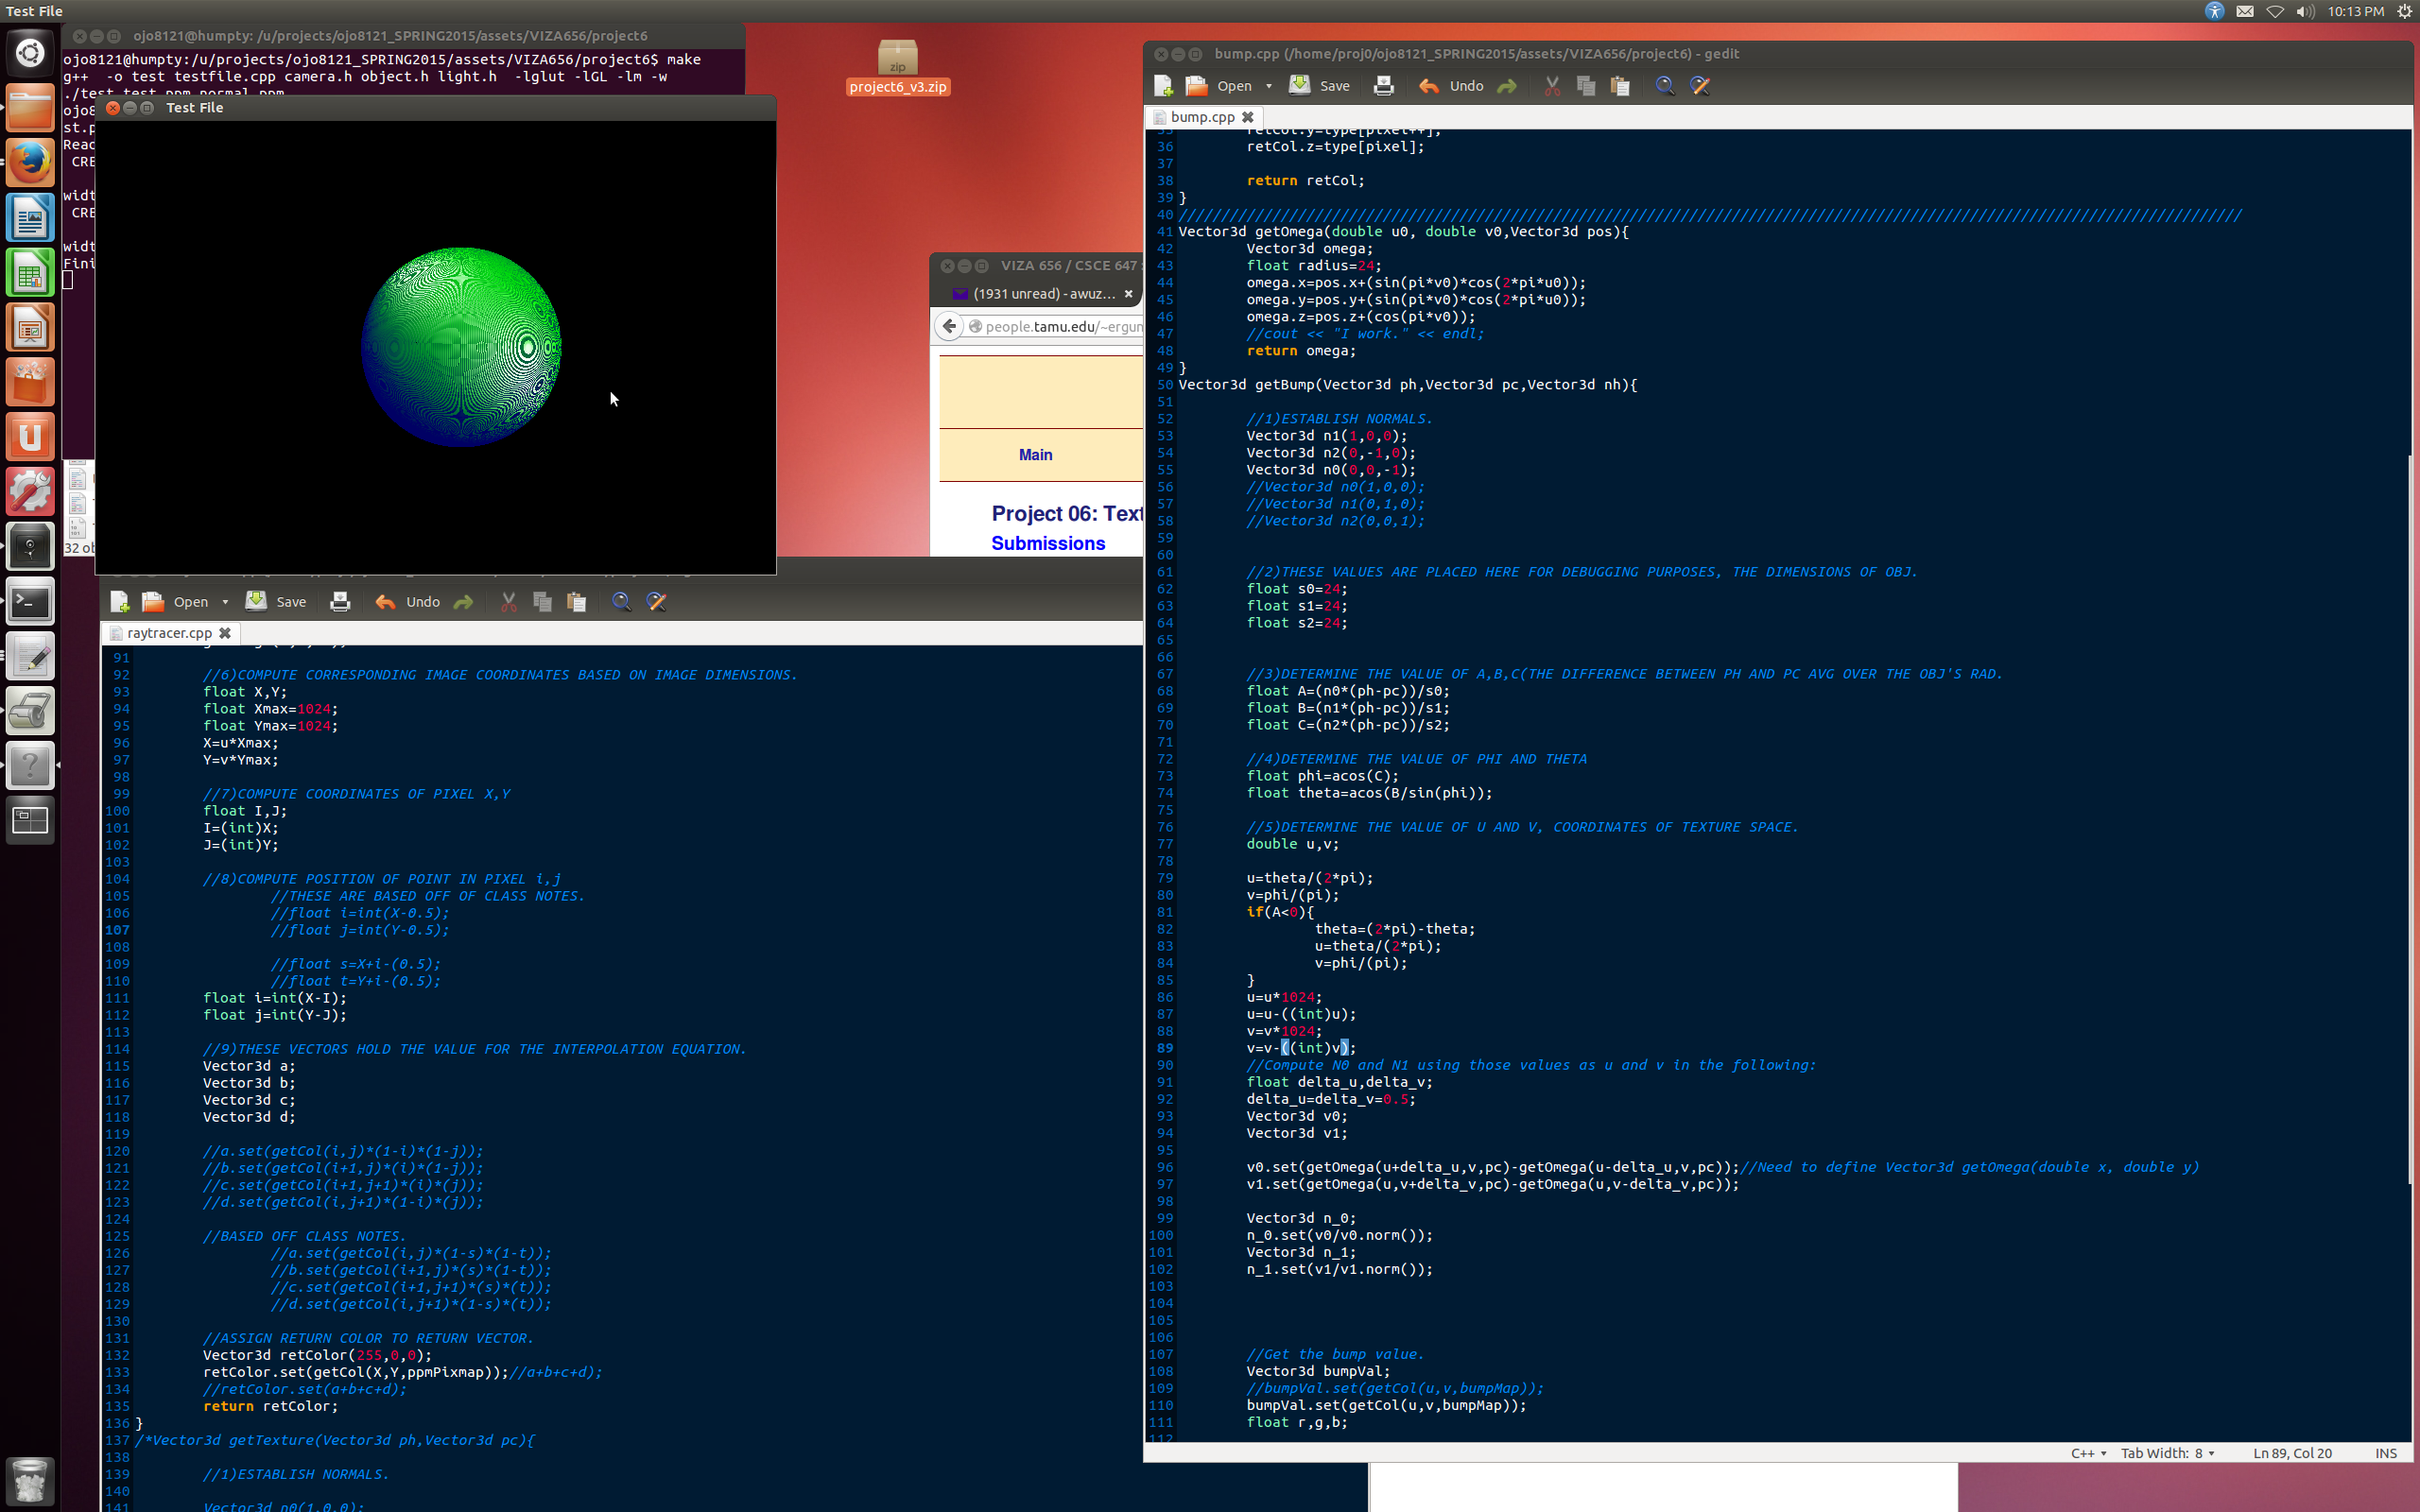 Test File
10:13 PM
ojo8121@humpty: /u/projects/ojo8121_SPRING2015/assets/VIZA656/project6
ojo8121@humpty:/u/projects/ojo8121_SPRING2015/assets/VIZA656/project6$ make
g++  -o test testfile.cpp camera.h object.h light.h  -lglut -lGL -lm -w
./test test.ppm normal.ppm
ojo8
st.p
Reac
CRE
widt
CRE
widt
Fini
Test File
32 ob
zip
project6_v3.zip
VIZA 656 / CSCE 647
(1931 unread) - awuz... ×
people.tamu.edu/~ergun
Main
Project 06: Text
Submissions
Open Save Undo
raytracer.cpp
91
92 //6)COMPUTE CORRESPONDING IMAGE COORDINATES BASED ON IMAGE DIMENSIONS.
93 float X,Y;
94 float Xmax=1024;
95 float Ymax=1024;
96 X=u*Xmax;
97 Y=v*Ymax;
98
99 //7)COMPUTE COORDINATES OF PIXEL X,Y
100 float I,J;
101 I=(int)X;
102 J=(int)Y;
103
104 //8)COMPUTE POSITION OF POINT IN PIXEL i,j
105 //THESE ARE BASED OFF OF CLASS NOTES.
106 //float i=int(X-0.5);
107 //float j=int(Y-0.5);
108
109 //float s=X+i-(0.5);
110 //float t=Y+i-(0.5);
111 float i=int(X-I);
112 float j=int(Y-J);
113
114 //9)THESE VECTORS HOLD THE VALUE FOR THE INTERPOLATION EQUATION.
115 Vector3d a;
116 Vector3d b;
117 Vector3d c;
118 Vector3d d;
119
120 //a.set(getCol(i,j)*(1-i)*(1-j));
121 //b.set(getCol(i+1,j)*(i)*(1-j));
122 //c.set(getCol(i+1,j+1)*(i)*(j));
123 //d.set(getCol(i,j+1)*(1-i)*(j));
124
125 //BASED OFF CLASS NOTES.
126 //a.set(getCol(i,j)*(1-s)*(1-t));
127 //b.set(getCol(i+1,j)*(s)*(1-t));
128 //c.set(getCol(i+1,j+1)*(s)*(t));
129 //d.set(getCol(i,j+1)*(1-s)*(t));
130
131 //ASSIGN RETURN COLOR TO RETURN VECTOR.
132 Vector3d retColor(255,0,0);
133 retColor.set(getCol(X,Y,ppmPixmap));//a+b+c+d);
134 //retColor.set(a+b+c+d);
135 return retColor;
136 }
137 /*Vector3d getTexture(Vector3d ph,Vector3d pc){
138
139 //1)ESTABLISH NORMALS.
140
141 Vector3d n0(1,0,0);
bump.cpp (/home/proj0/ojo8121_SPRING2015/assets/VIZA656/project6) - gedit
Open Save Undo
bump.cpp
35 retCol.y=type[pixel++];
36 retCol.z=type[pixel];
37
38 return retCol;
39 }
40 /////////////////////////////////////////////////////////////////////////////////////////////////////////////////////////////
41 Vector3d getOmega(double u0, double v0,Vector3d pos){
42 Vector3d omega;
43 float radius=24;
44 omega.x=pos.x+(sin(pi*v0)*cos(2*pi*u0));
45 omega.y=pos.y+(sin(pi*v0)*cos(2*pi*u0));
46 omega.z=pos.z+(cos(pi*v0));
47 //cout << "I work." << endl;
48 return omega;
49 }
50 Vector3d getBump(Vector3d ph,Vector3d pc,Vector3d nh){
51
52 //1)ESTABLISH NORMALS.
53 Vector3d n1(1,0,0);
54 Vector3d n2(0,-1,0);
55 Vector3d n0(0,0,-1);
56 //Vector3d n0(1,0,0);
57 //Vector3d n1(0,1,0);
58 //Vector3d n2(0,0,1);
59
60
61 //2)THESE VALUES ARE PLACED HERE FOR DEBUGGING PURPOSES, THE DIMENSIONS OF OBJ.
62 float s0=24;
63 float s1=24;
64 float s2=24;
65
66
67 //3)DETERMINE THE VALUE OF A,B,C(THE DIFFERENCE BETWEEN PH AND PC AVG OVER THE OBJ'S RAD.
68 float A=(n0*(ph-pc))/s0;
69 float B=(n1*(ph-pc))/s1;
70 float C=(n2*(ph-pc))/s2;
71
72 //4)DETERMINE THE VALUE OF PHI AND THETA
73 float phi=acos(C);
74 float theta=acos(B/sin(phi));
75
76 //5)DETERMINE THE VALUE OF U AND V, COORDINATES OF TEXTURE SPACE.
77 double u,v;
78
79 u=theta/(2*pi);
80 v=phi/(pi);
81 if(A<0){
82 theta=(2*pi)-theta;
83 u=theta/(2*pi);
84 v=phi/(pi);
85 }
86 u=u*1024;
87 u=u-((int)u);
88 v=v*1024;
89 v=v-((int)v);
90 //Compute N0 and N1 using those values as u and v in the following:
91 float delta_u,delta_v;
92 delta_u=delta_v=0.5;
93 Vector3d v0;
94 Vector3d v1;
95
96 v0.set(getOmega(u+delta_u,v,pc)-getOmega(u-delta_u,v,pc));//Need to define Vector3d getOmega(double x, double y)
97 v1.set(getOmega(u,v+delta_v,pc)-getOmega(u,v-delta_v,pc));
98
99 Vector3d n_0;
100 n_0.set(v0/v0.norm());
101 Vector3d n_1;
102 n_1.set(v1/v1.norm());
103
104
105
106
107 //Get the bump value.
108 Vector3d bumpVal;
109 //bumpVal.set(getCol(u,v,bumpMap));
110 bumpVal.set(getCol(u,v,bumpMap));
111 float r,g,b;
112
C++ Tab Width: 8 Ln 89, Col 20 INS